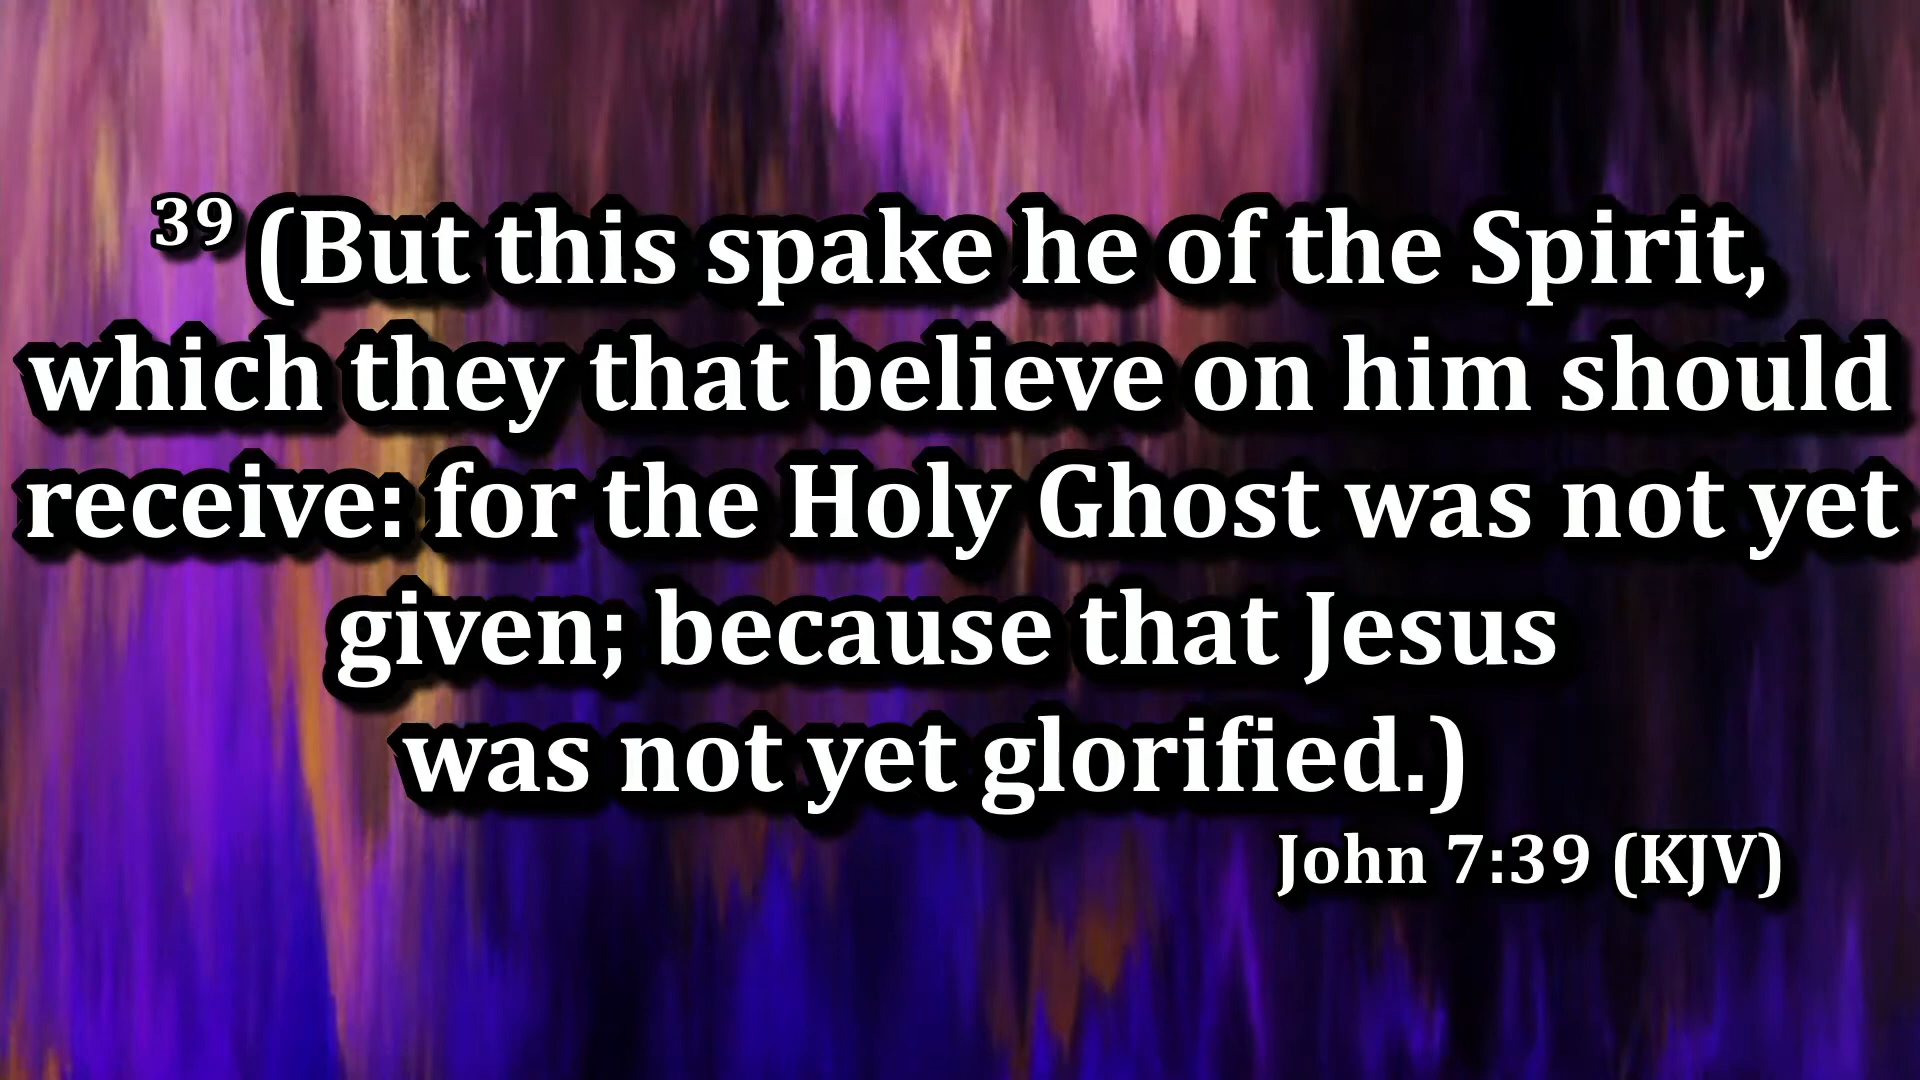 39 (But this spake he of the Spirit,
which they that believe on him should
receive: for the Holy Ghost was not yet
given; because that Jesus
was not yet glorified.)
John 7:39 (KJV)